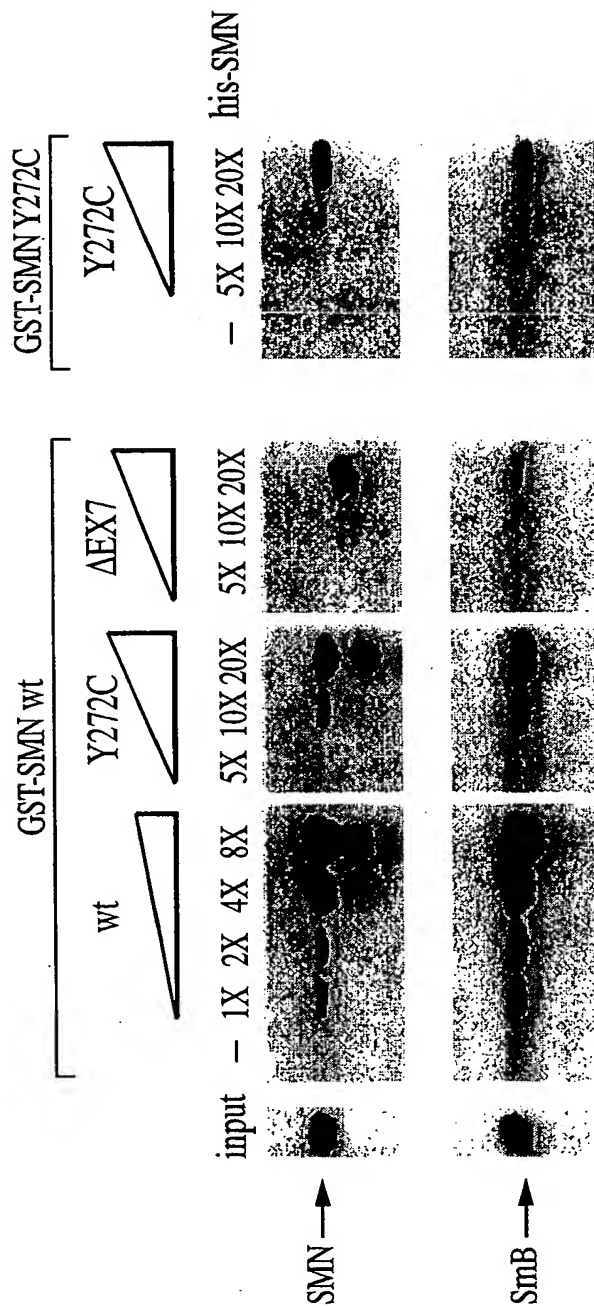 GST-SMN wt GST-SMN Y272C
wt Y272C ΔEX7 Y272C
input – 1X 2X 4X 8X 5X 10X 20X 5X 10X 20X – 5X 10X 20X his-SMN
SMN
SmB